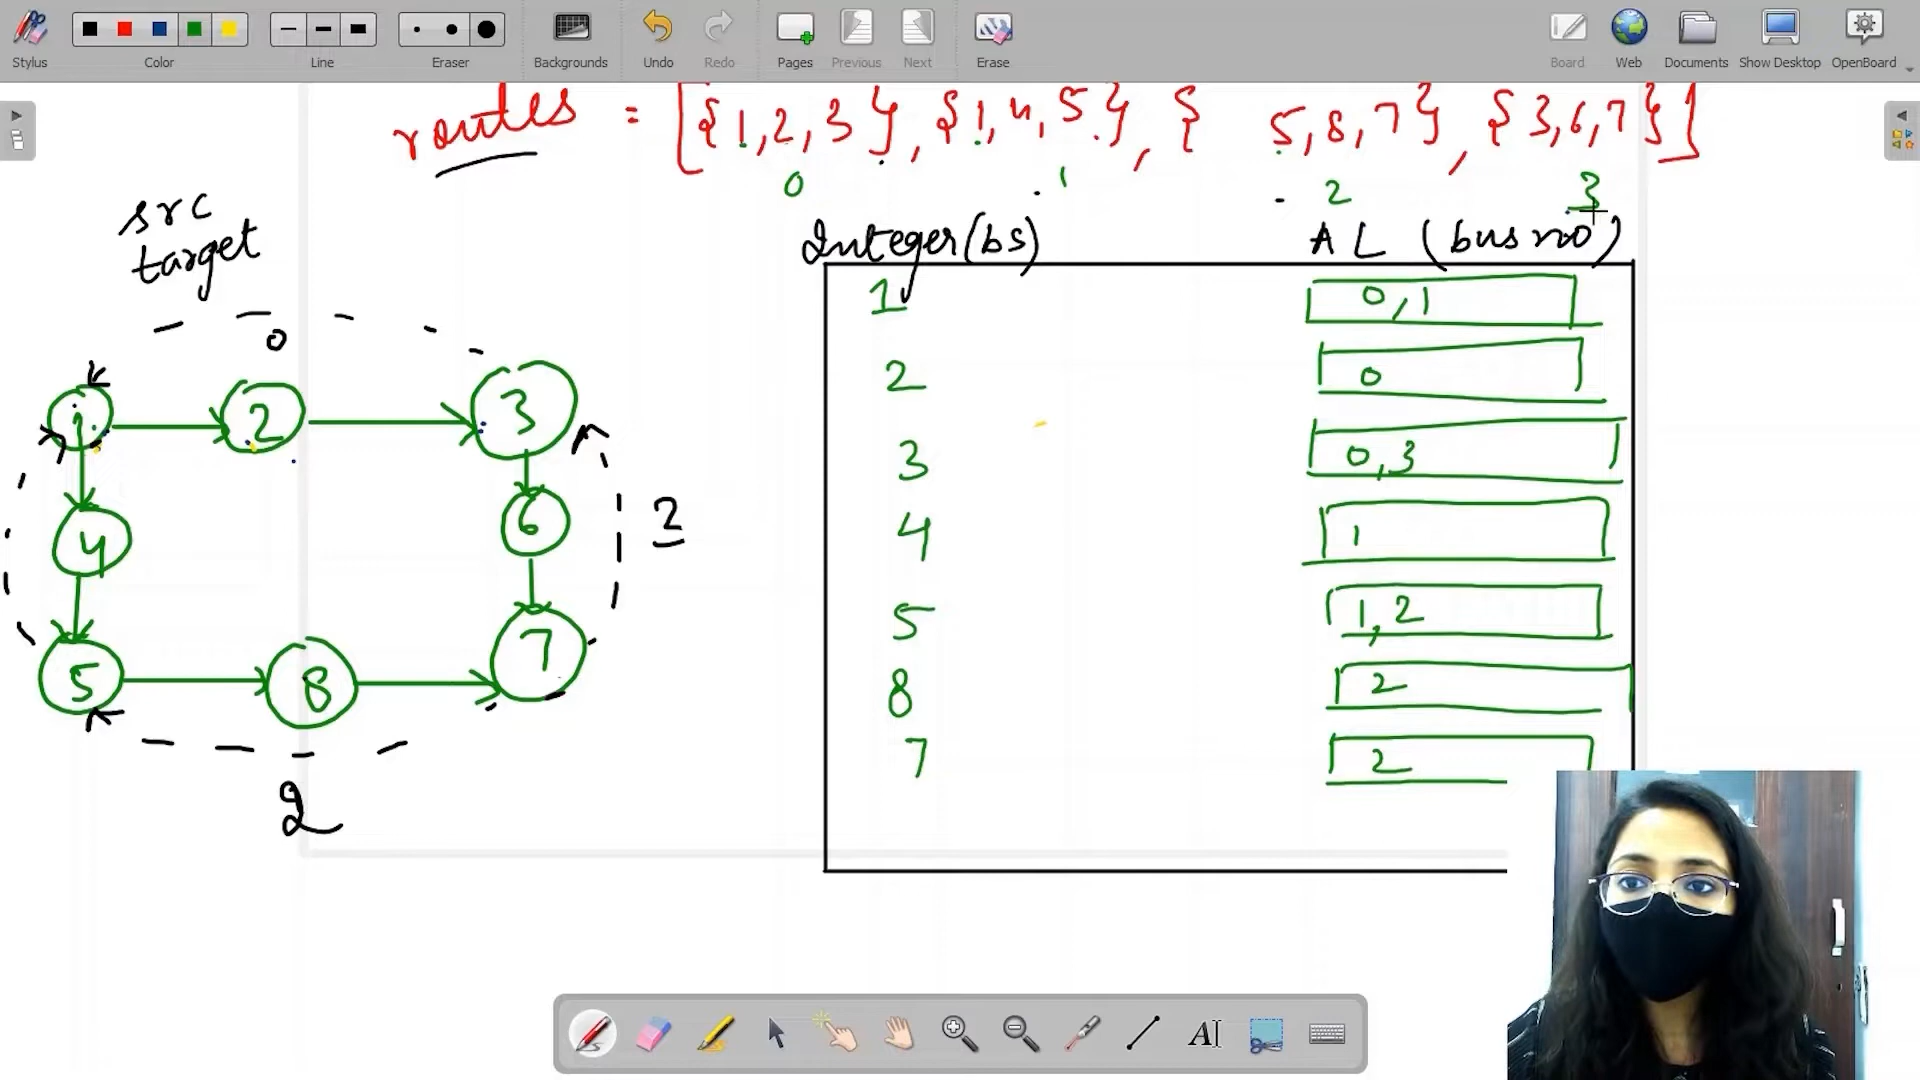 Stylus Color Line Eraser Backgrounds Undo Redo Pages Previous Next Erase Board Web Documents Show Desktop OpenBoard
routes = [{1,2,3}, {1,4,5}, {5,8,7}, {3,6,7}]
0 1 2 3
src
target
Integer(bs) AL (bus no)
1 0,1
2 0
3 0,3
4 1
5 1,2
8 2
7 2
0
1 2 3
6 2
4
7
5 8
2
AI